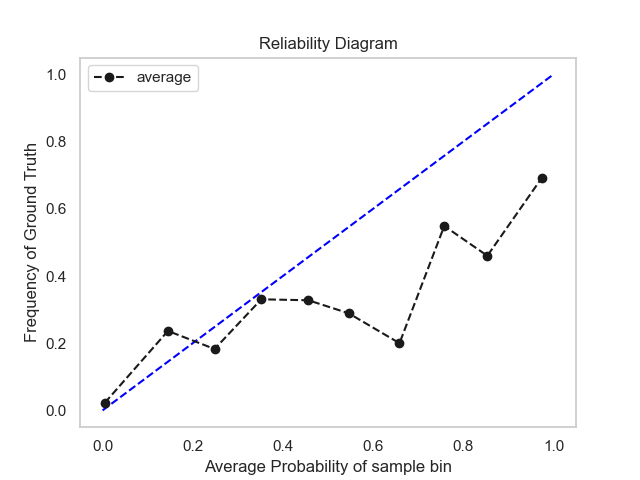 Reliability Diagram
average
1.0
0.8
0.6
0.4
0.2
0.0
Frequency of Ground Truth
0.0 0.2 0.4 0.6 0.8 1.0
Average Probability of sample bin